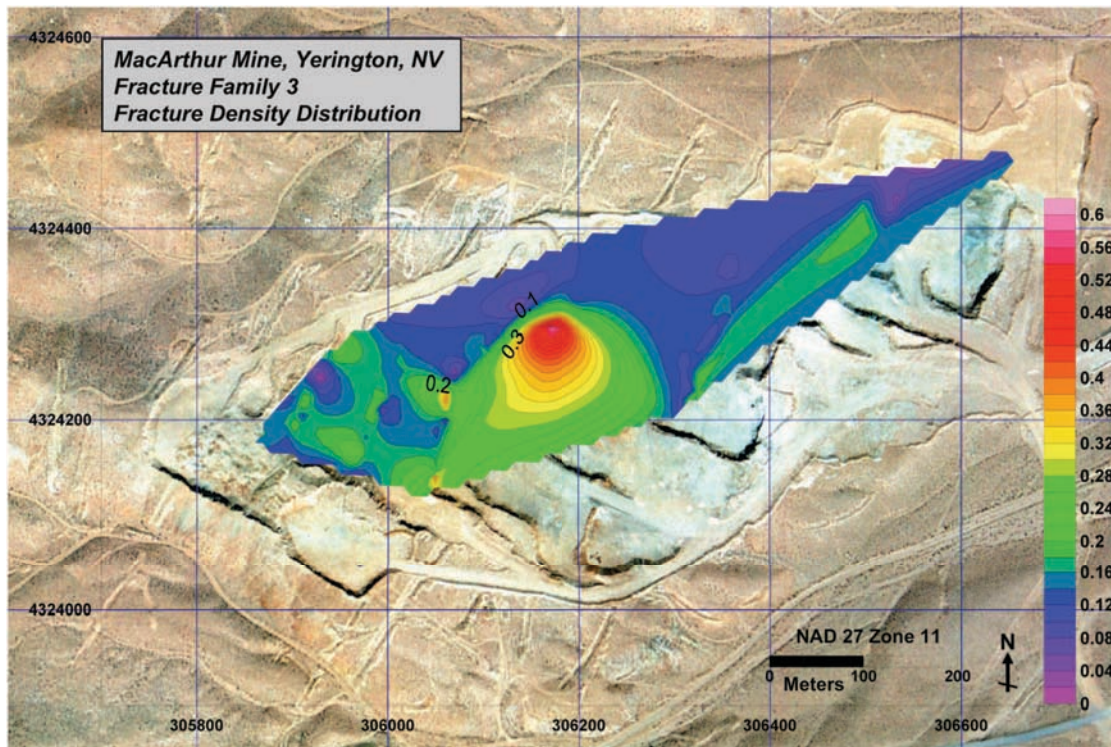 MacArthur Mine, Yerington, NV
Fracture Family 3
Fracture Density Distribution
4324600
4324400
4324200
4324000
0.1
0.3
0.2
0.6
0.56
0.52
0.48
0.44
0.4
0.36
0.32
0.28
0.24
0.2
0.16
0.12
0.08
0.04
0
NAD 27 Zone 11
N
0 100 200
Meters
305800 306000 306200 306400 306600